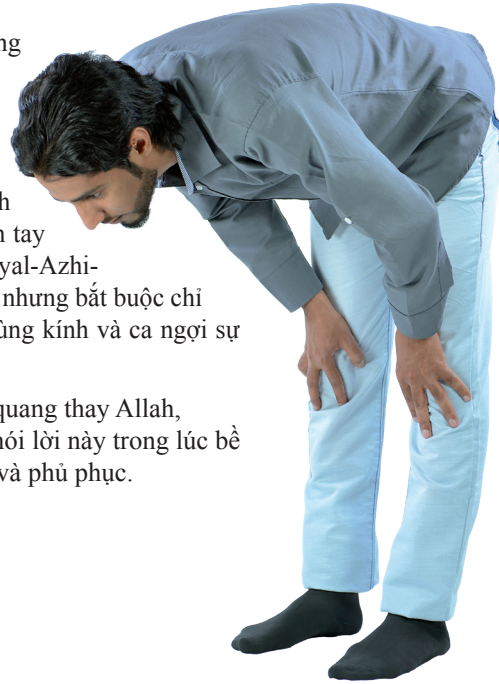 ng
h
n tay
yal-Azhi-
nhưng bắt buộc chỉ
ùng kính và ca ngợi sự
quang thay Allah,
nói lời này trong lúc bề
và phủ phục.